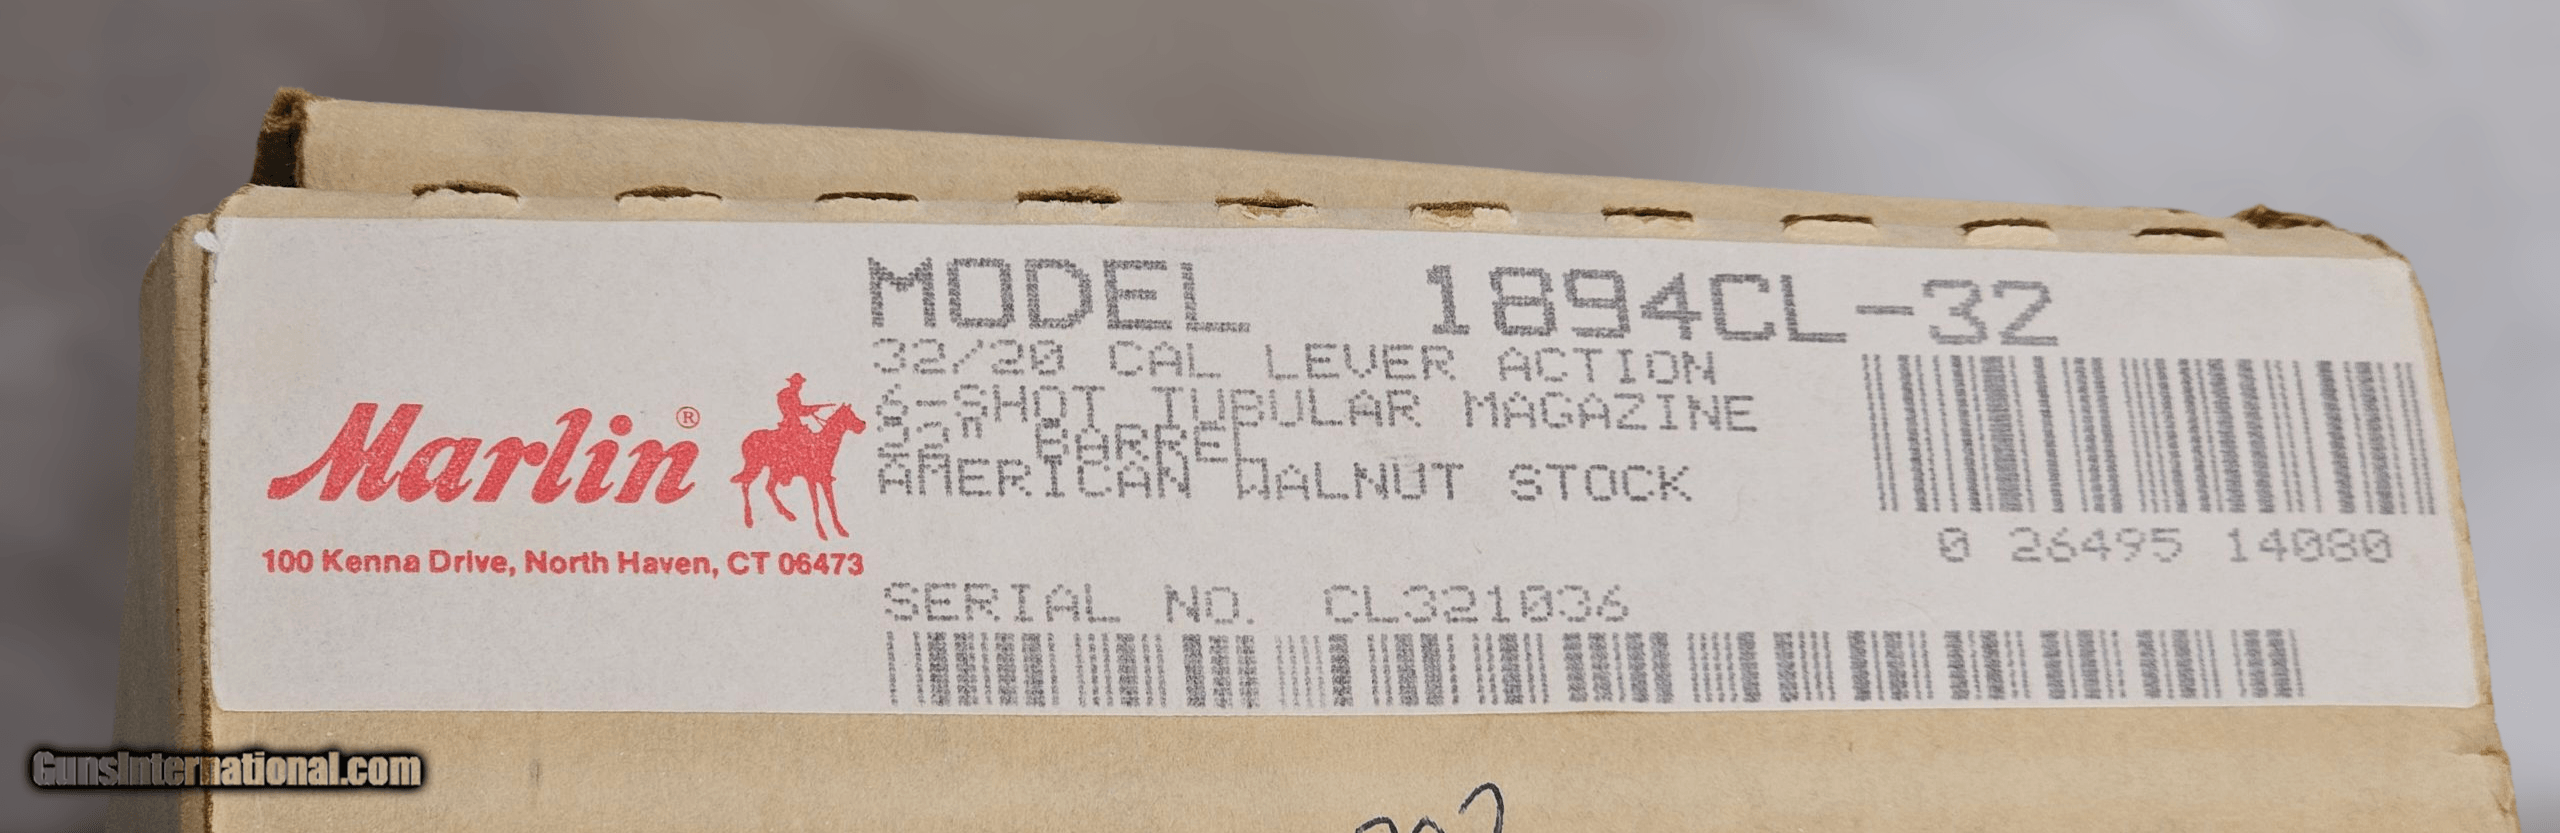 MODEL 1894CL-32
32/20 CAL LEVER ACTION
6-SHOT TUBULAR MAGAZINE
22" BARREL
AMERICAN WALNUT STOCK
Marlin®
100 Kenna Drive, North Haven, CT 06473
0 26495 14080
SERIAL NO. CL321036
GunsInternational.com